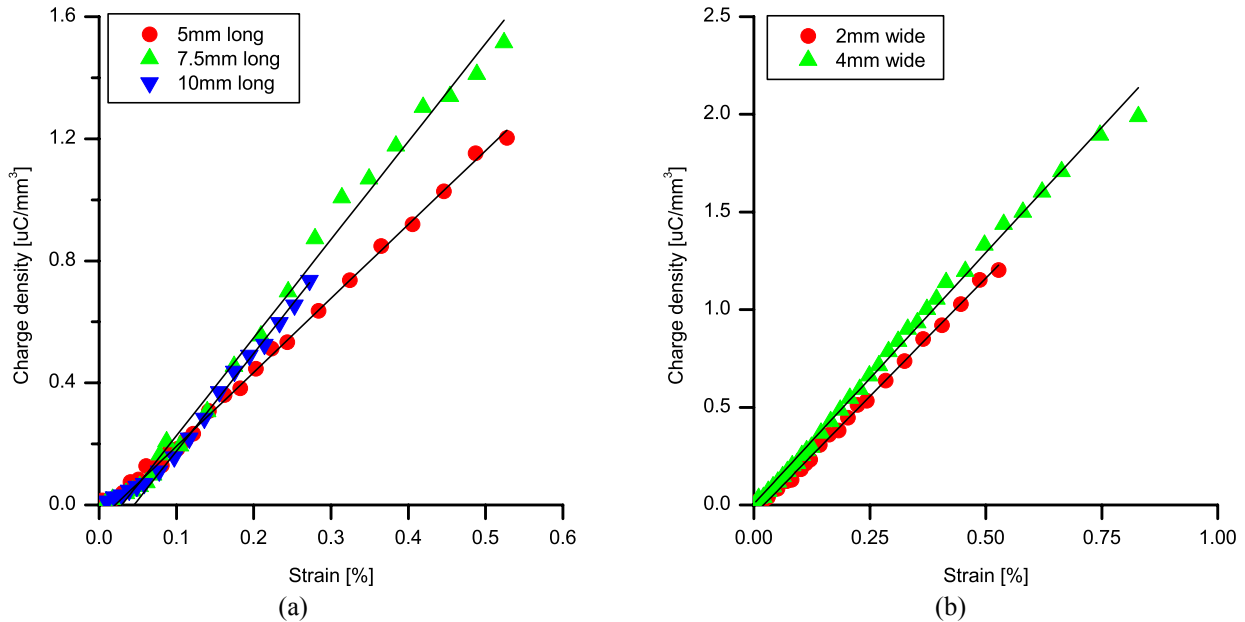 5mm long
7.5mm long
10mm long
1.6
1.2
0.8
0.4
0.0
Charge density [uC/mm³]
0.0 0.1 0.2 0.3 0.4 0.5 0.6
Strain [%]
(a)
2mm wide
4mm wide
2.5
2.0
1.5
1.0
0.5
0.0
Charge density [uC/mm³]
0.00 0.25 0.50 0.75 1.00
Strain [%]
(b)